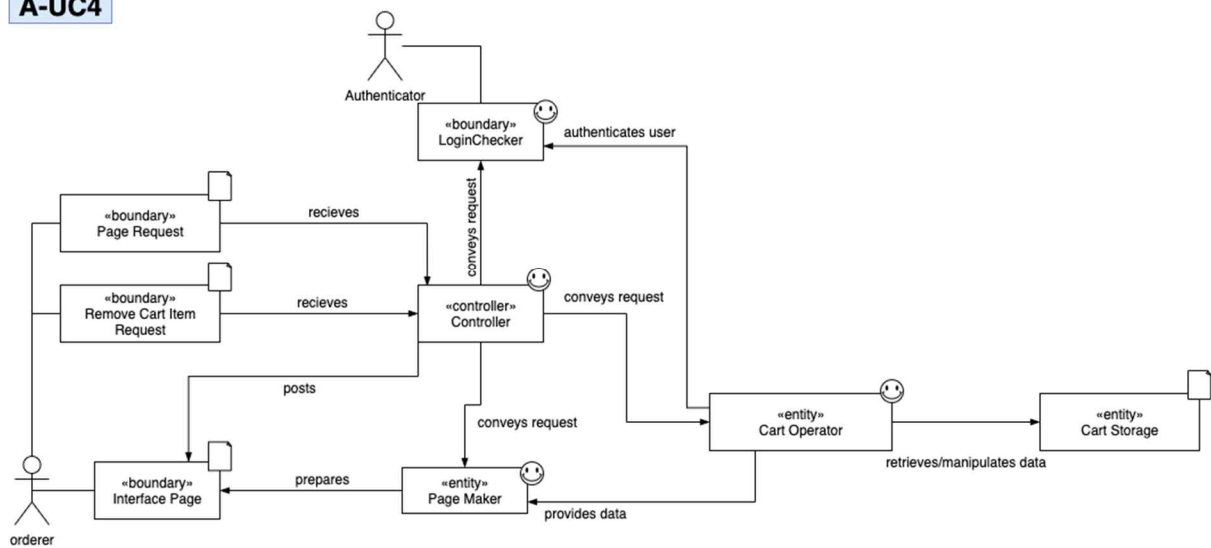 A-UC4
Authenticator
«boundary»
LoginChecker
authenticates user
conveys request
«boundary»
Page Request
recieves
«boundary»
Remove Cart Item
Request
recieves
«controller»
Controller
conveys request
posts
conveys request
«entity»
Cart Operator
«entity»
Cart Storage
retrieves/manipulates data
«boundary»
Interface Page
prepares
«entity»
Page Maker
provides data
orderer